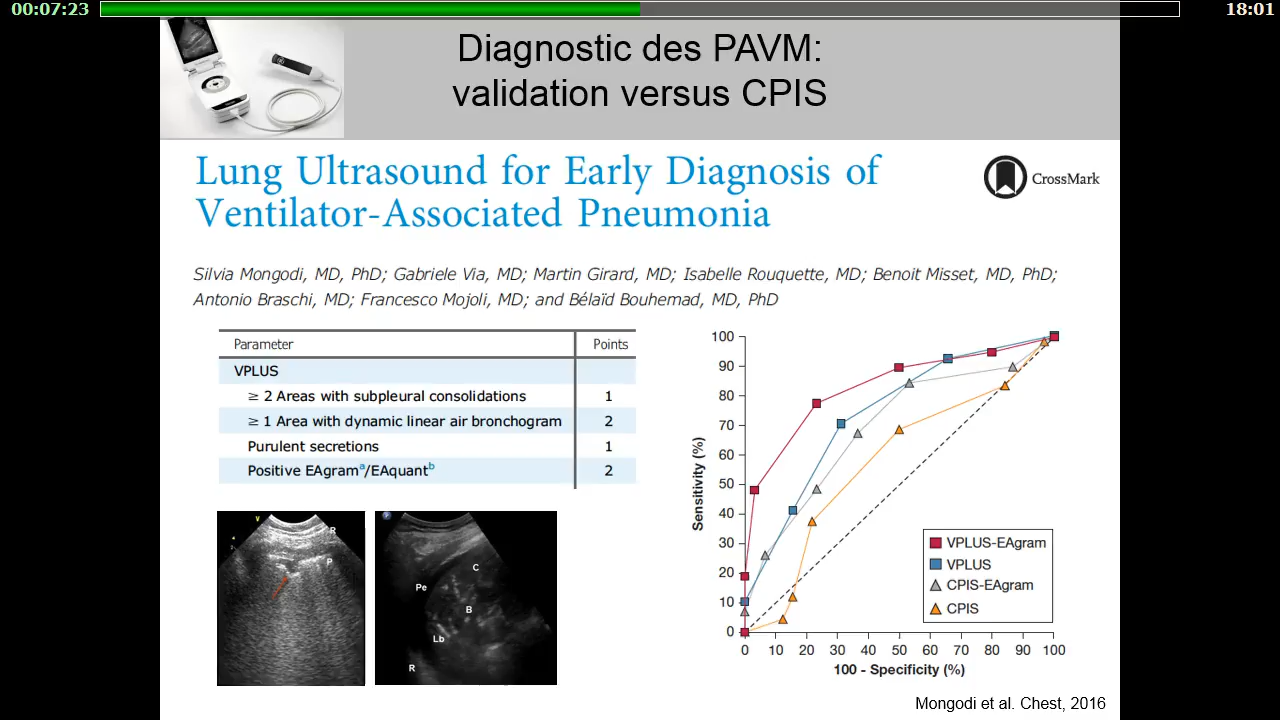 00:07:23
18:01
Diagnostic des PAVM:
validation versus CPIS
Lung Ultrasound for Early Diagnosis of
Ventilator-Associated Pneumonia
CrossMark
Silvia Mongodi, MD, PhD; Gabriele Via, MD; Martin Girard, MD; Isabelle Rouquette, MD; Benoit Misset, MD, PhD;
Antonio Braschi, MD; Francesco Mojoli, MD; and Bélaïd Bouhemad, MD, PhD
Parameter Points
VPLUS
≥ 2 Areas with subpleural consolidations 1
≥ 1 Area with dynamic linear air bronchogram 2
Purulent secretions 1
Positive EAgramᵃ/EAquantᵇ 2
V
R
P
P
C
Pe
B
Lb
R
100
90
80
70
60
50
40
30
20
10
0
Sensitivity (%)
0 10 20 30 40 50 60 70 80 90 100
100 - Specificity (%)
VPLUS-EAgram
VPLUS
CPIS-EAgram
CPIS
Mongodi et al. Chest, 2016